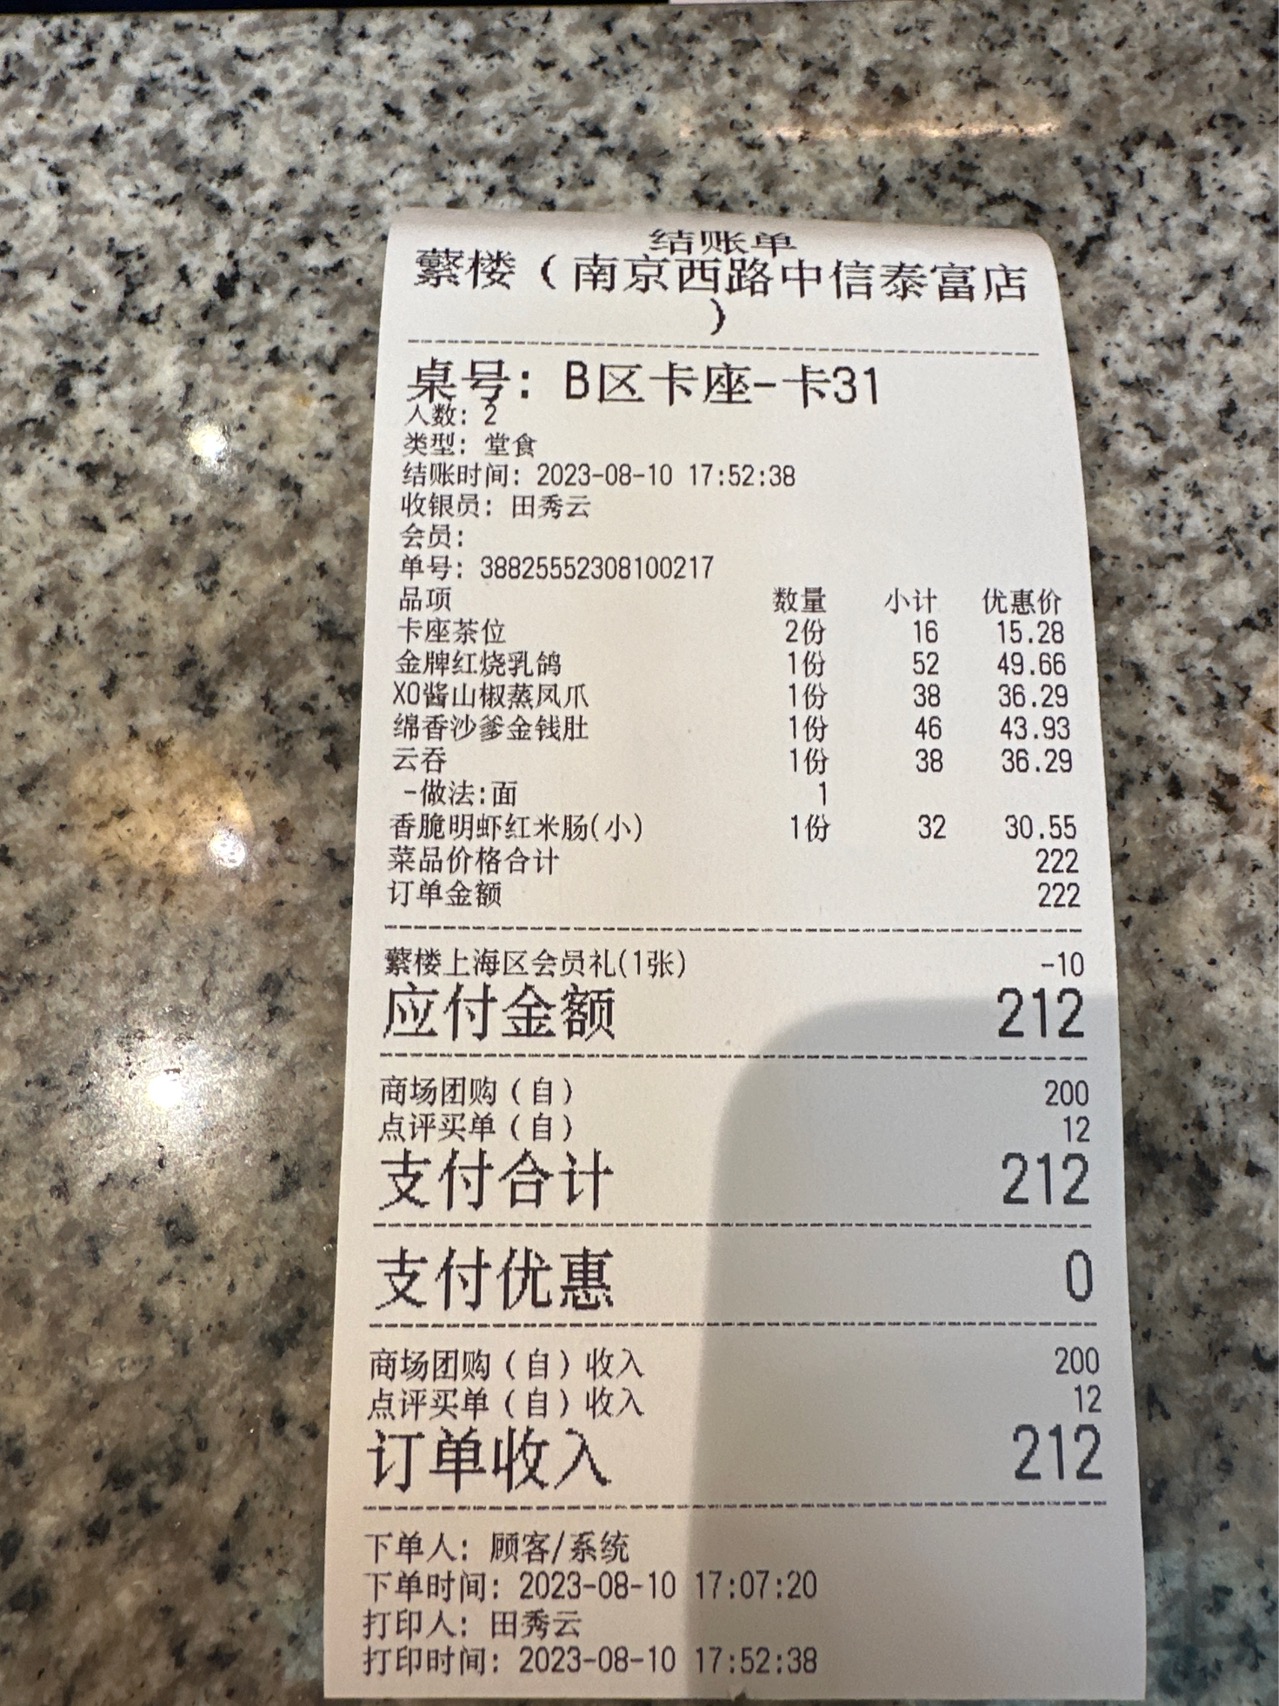 结账单
蘩楼（南京西路中信泰富店
）
桌号: B区卡座-卡31
人数: 2
类型: 堂食
结账时间: 2023-08-10 17:52:38
收银员: 田秀云
会员:
单号: 38825552308100217
品项 数量 小计 优惠价
卡座茶位 2份 16 15.28
金牌红烧乳鸽 1份 52 49.66
XO酱山椒蒸凤爪 1份 38 36.29
绵香沙爹金钱肚 1份 46 43.93
云吞 1份 38 36.29
-做法:面 1
香脆明虾红米肠(小) 1份 32 30.55
菜品价格合计 222
订单金额 222
蘩楼上海区会员礼(1张) -10
应付金额 212
商场团购（自） 200
点评买单（自） 12
支付合计 212
支付优惠 0
商场团购（自）收入 200
点评买单（自）收入 12
订单收入 212
下单人: 顾客/系统
下单时间: 2023-08-10 17:07:20
打印人: 田秀云
打印时间: 2023-08-10 17:52:38